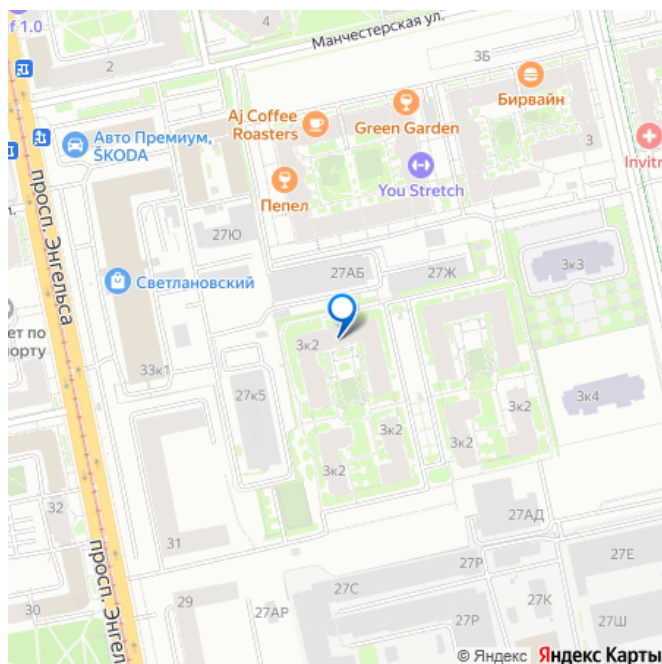 f 1.0
4
Манчестерская ул.
2
3Б
Бирвайн
Aj Coffee
Roasters
Green Garden
Авто Премиум,
ŠKODA
3
Invitr
You Stretch
Пепел
просп. Энгельса
27Ю
3к3
27АБ
27Ж
Светлановский
ет по
порту
3к2
33к1
27к5
3к4
3к2
3к2
3к2
3к2
32
27АД
31
просп. Энгел
27Е
27Р
29
27С
27К
30
27АР
27Р
27Ш
© Яндекс Яндекс Карты